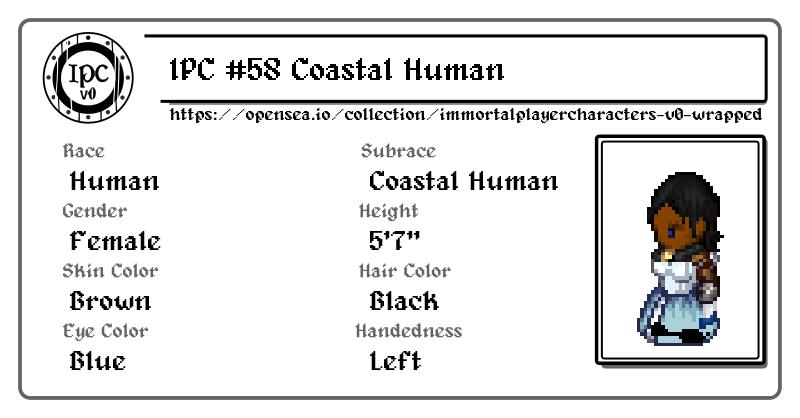 IPC v0
IPC #58 Coastal Human
https://opensea.io/collection/immortalplayercharacters-v0-wrapped
Race
Human
Subrace
Coastal Human
Gender
Female
Height
5'7"
Skin Color
Brown
Hair Color
Black
Eye Color
Blue
Handedness
Left